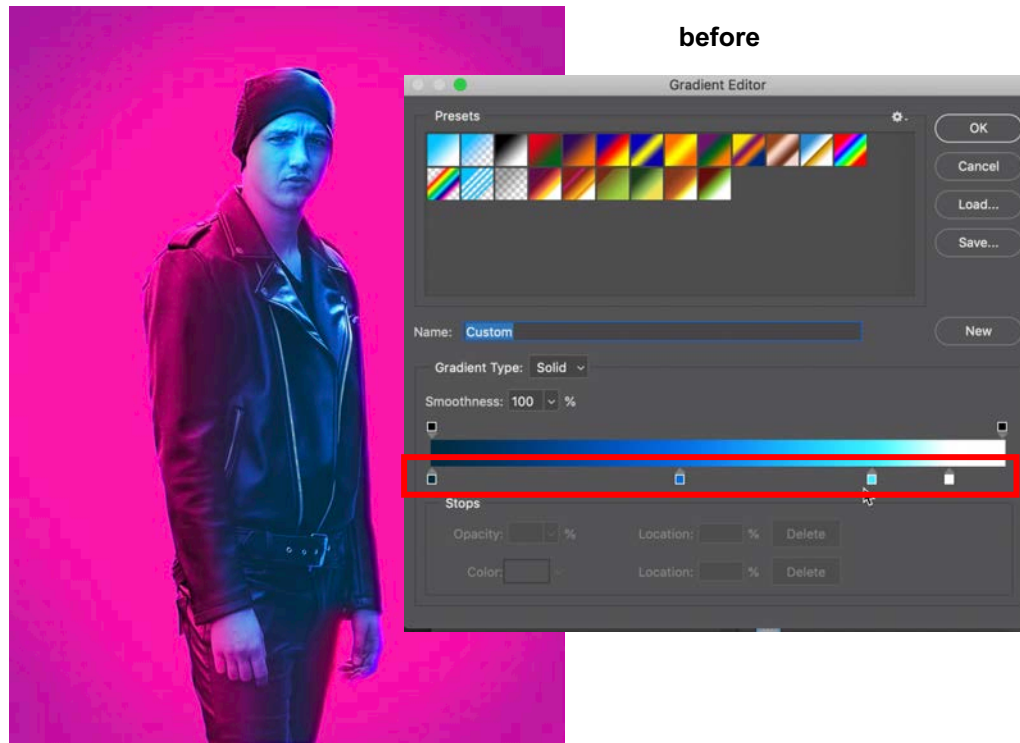 before
Gradient Editor
Presets
OK
Cancel
Load...
Save...
Name: Custom
New
Gradient Type: Solid
Smoothness: 100 %
Stops
Opacity: % Location: % Delete
Color: Location: % Delete